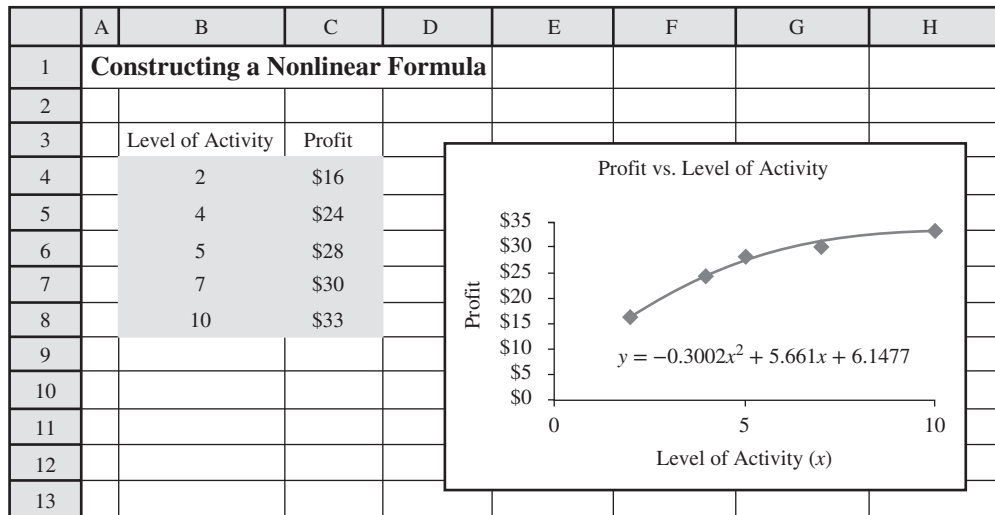 A B C D E F G H
1 Constructing a Nonlinear Formula
2
3 Level of Activity Profit
4 2 $16
5 4 $24
6 5 $28
7 7 $30
8 10 $33
9
10
11
12
13
Profit vs. Level of Activity
$35
$30
$25
$20
$15
$10
$5
$0
Profit
y = −0.3002x² + 5.661x + 6.1477
0 5 10
Level of Activity (x)